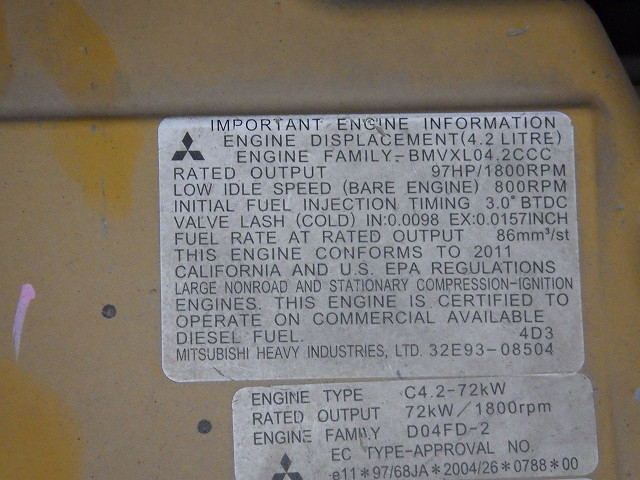 IMPORTANT ENGINE INFORMATION
ENGINE DISPLACEMENT(4.2 LITRE)
ENGINE FAMILY-BMVXL04.2CCC
RATED OUTPUT 97HP/1800RPM
LOW IDLE SPEED (BARE ENGINE) 800RPM
INITIAL FUEL INJECTION TIMING 3.0° BTDC
VALVE LASH (COLD) IN:0.0098 EX:0.0157INCH
FUEL RATE AT RATED OUTPUT 86mm³/st
THIS ENGINE CONFORMS TO 2011
CALIFORNIA AND U.S. EPA REGULATIONS
LARGE NONROAD AND STATIONARY COMPRESSION-IGNITION
ENGINES. THIS ENGINE IS CERTIFIED TO
OPERATE ON COMMERCIAL AVAILABLE
DIESEL FUEL. 4D3
MITSUBISHI HEAVY INDUSTRIES, LTD. 32E93-08504
ENGINE TYPE C4.2-72kW
RATED OUTPUT 72kW/1800rpm
ENGINE FAMILY D04FD-2
EC TYPE-APPROVAL NO.
e11*97/68JA*2004/26*0788*00